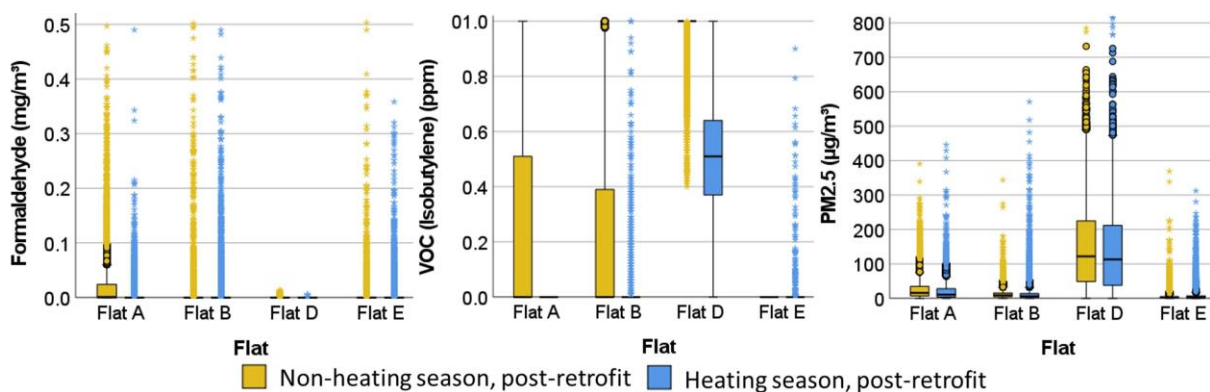 Formaldehyde (mg/m³)
0.5
0.4
0.3
0.2
0.1
0.0
Flat A Flat B Flat D Flat E
Flat
VOC (Isobutylene) (ppm)
01.0
0.8
0.6
0.4
0.2
0.0
Flat A Flat B Flat D Flat E
Flat
PM2.5 (µg/m³)
800
700
600
500
400
300
200
100
0
Flat A Flat B Flat D Flat E
Flat
Non-heating season, post-retrofit Heating season, post-retrofit